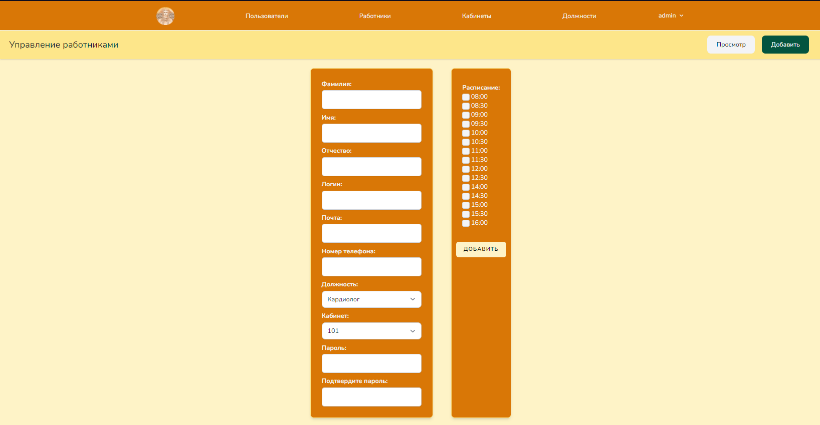 Пользователи Работники Кабинеты Должности admin
Управление работниками Просмотр Добавить
Фамилия:
Имя:
Отчество:
Логин:
Почта:
Номер телефона:
Должность:
Кардиолог
Кабинет:
101
Пароль:
Подтвердите пароль:
Расписание:
08:00
08:30
09:00
09:30
10:00
10:30
11:00
11:30
12:00
12:30
14:00
14:30
15:00
15:30
16:00
ДОБАВИТЬ